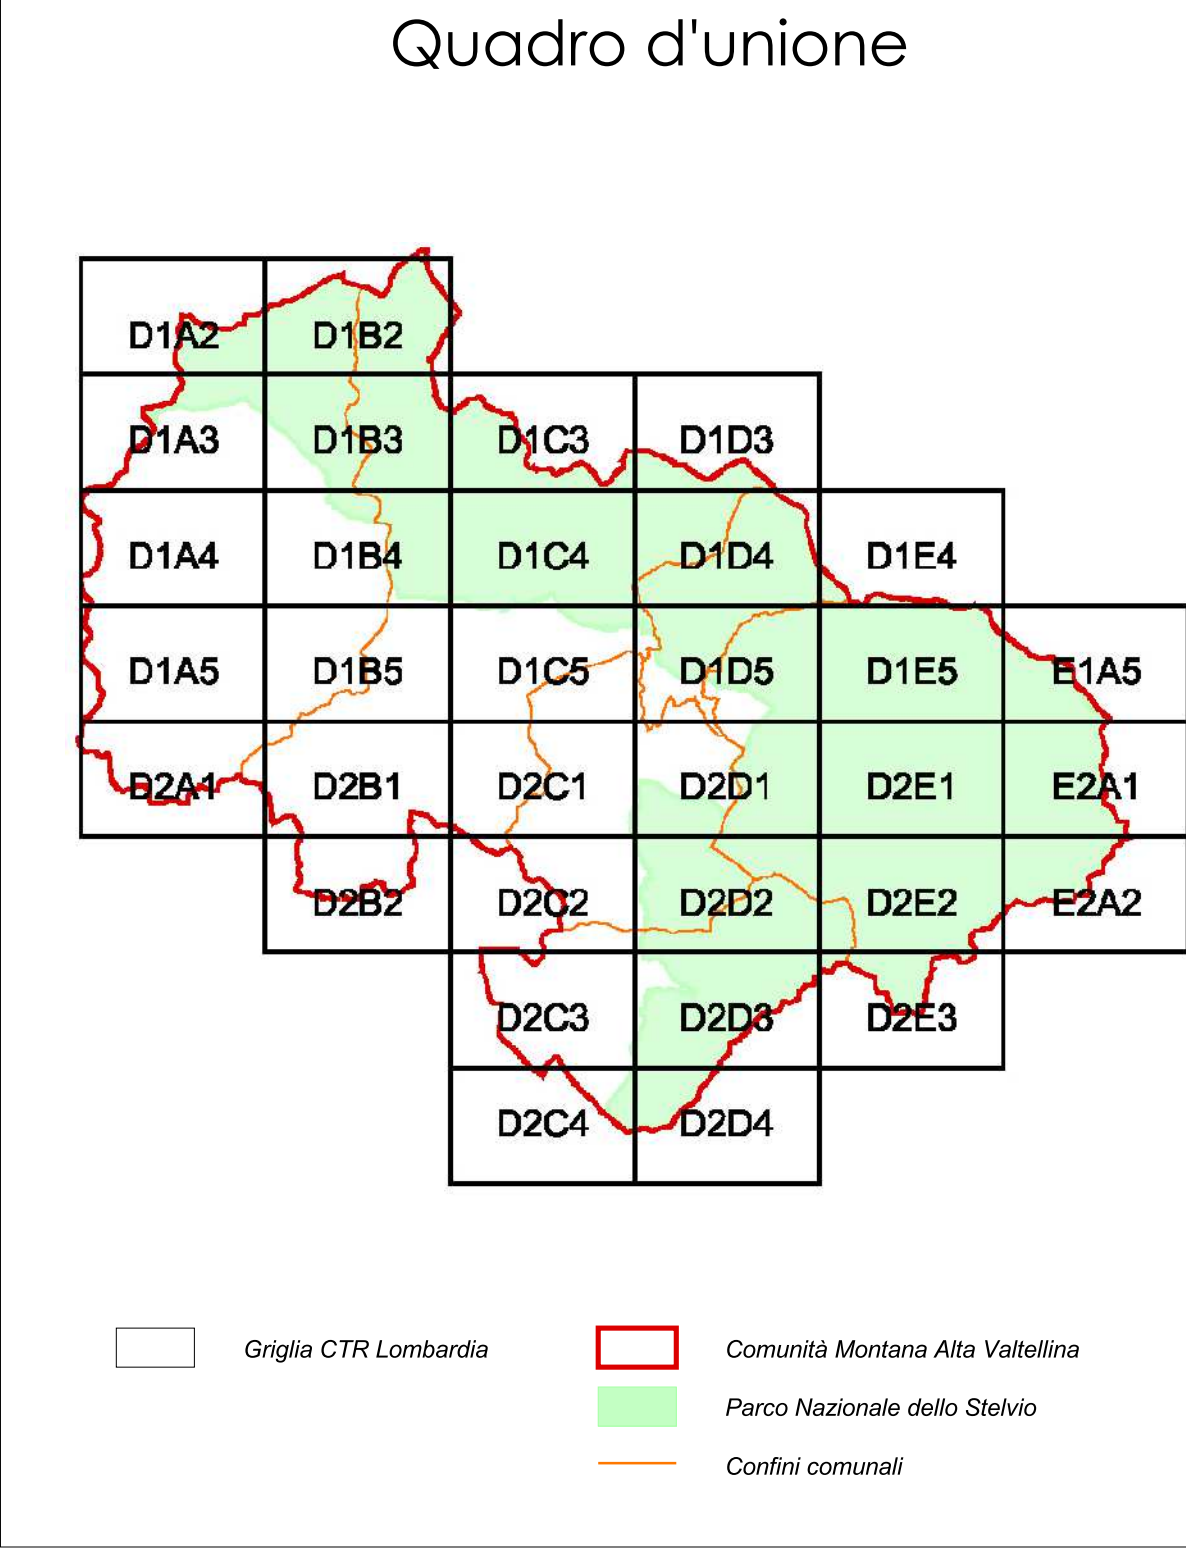 Quadro d'unione
D1A2 D1B2
D1A3 D1B3 D1C3 D1D3
D1A4 D1B4 D1C4 D1D4 D1E4
D1A5 D1B5 D1C5 D1D5 D1E5 E1A5
D2A1 D2B1 D2C1 D2D1 D2E1 E2A1
D2B2 D2C2 D2D2 D2E2 E2A2
D2C3 D2D3 D2E3
D2C4 D2D4
Griglia CTR Lombardia
Comunità Montana Alta Valtellina
Parco Nazionale dello Stelvio
Confini comunali